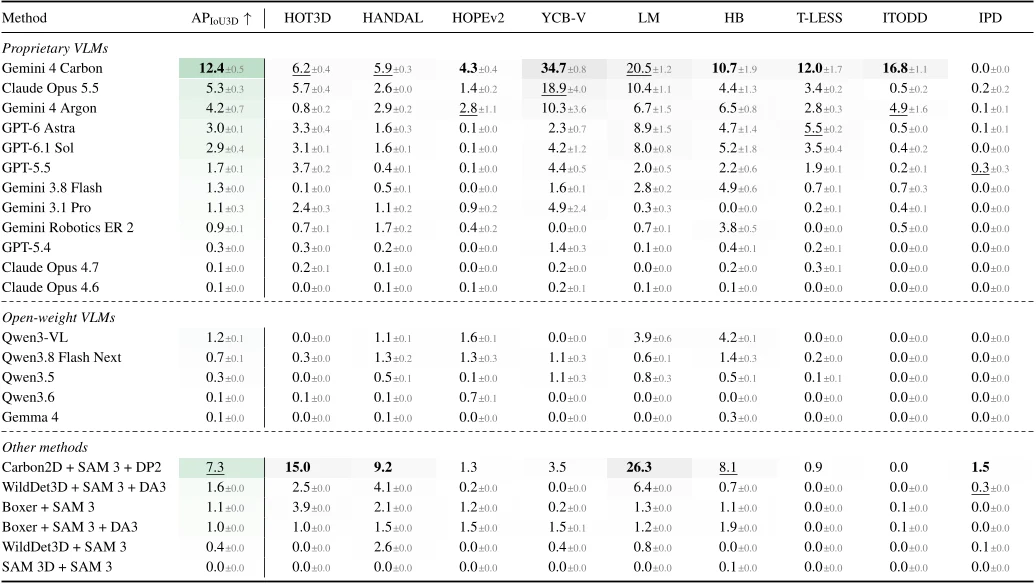 Method AP_IoU3D ↑ HOT3D HANDAL HOPEv2 YCB-V LM HB T-LESS ITODD IPD
Proprietary VLMs
Gemini 4 Carbon 12.4±0.5 6.2±0.4 5.9±0.3 4.3±0.4 34.7±0.8 20.5±1.2 10.7±1.9 12.0±1.7 16.8±1.1 0.0±0.0
Claude Opus 5.5 5.3±0.3 5.7±0.4 2.6±0.0 1.4±0.2 18.9±4.0 10.4±1.1 4.4±1.3 3.4±0.2 0.5±0.2 0.2±0.2
Gemini 4 Argon 4.2±0.7 0.8±0.2 2.9±0.2 2.8±1.1 10.3±3.6 6.7±1.5 6.5±0.8 2.8±0.3 4.9±1.6 0.1±0.1
GPT-6 Astra 3.0±0.1 3.3±0.4 1.6±0.3 0.1±0.0 2.3±0.7 8.9±1.5 4.7±1.4 5.5±0.2 0.5±0.0 0.1±0.1
GPT-6.1 Sol 2.9±0.4 3.1±0.1 1.6±0.1 0.1±0.0 4.2±1.2 8.0±0.8 5.2±1.8 3.5±0.4 0.4±0.2 0.0±0.0
GPT-5.5 1.7±0.1 3.7±0.2 0.4±0.1 0.1±0.0 4.4±0.5 2.0±0.5 2.2±0.6 1.9±0.1 0.2±0.1 0.3±0.3
Gemini 3.8 Flash 1.3±0.0 0.1±0.0 0.5±0.1 0.0±0.0 1.6±0.1 2.8±0.2 4.9±0.6 0.7±0.1 0.7±0.3 0.0±0.0
Gemini 3.1 Pro 1.1±0.3 2.4±0.3 1.1±0.2 0.9±0.2 4.9±2.4 0.3±0.3 0.0±0.0 0.2±0.1 0.4±0.1 0.0±0.0
Gemini Robotics ER 2 0.9±0.1 0.7±0.1 1.7±0.2 0.4±0.2 0.0±0.0 0.7±0.1 3.8±0.5 0.0±0.0 0.5±0.0 0.0±0.0
GPT-5.4 0.3±0.0 0.3±0.0 0.2±0.0 0.0±0.0 1.4±0.3 0.1±0.0 0.4±0.1 0.2±0.1 0.0±0.0 0.0±0.0
Claude Opus 4.7 0.1±0.0 0.2±0.1 0.1±0.0 0.0±0.0 0.2±0.0 0.0±0.0 0.2±0.0 0.3±0.1 0.0±0.0 0.0±0.0
Claude Opus 4.6 0.1±0.0 0.0±0.0 0.1±0.0 0.0±0.0 0.2±0.1 0.1±0.0 0.1±0.0 0.0±0.0 0.0±0.0 0.0±0.0
Open-weight VLMs
Qwen3-VL 1.2±0.1 0.0±0.0 1.1±0.1 1.6±0.1 0.0±0.0 3.9±0.6 4.2±0.1 0.0±0.0 0.0±0.0 0.0±0.0
Qwen3.8 Flash Next 0.7±0.1 0.3±0.0 1.3±0.2 1.3±0.3 1.1±0.3 0.6±0.1 1.4±0.3 0.2±0.0 0.0±0.0 0.0±0.0
Qwen3.5 0.3±0.0 0.0±0.0 0.5±0.1 0.1±0.0 1.1±0.3 0.8±0.3 0.5±0.1 0.1±0.1 0.0±0.0 0.0±0.0
Qwen3.6 0.1±0.0 0.1±0.0 0.1±0.0 0.7±0.1 0.0±0.0 0.0±0.0 0.0±0.0 0.0±0.0 0.0±0.0 0.0±0.0
Gemma 4 0.1±0.0 0.0±0.0 0.1±0.0 0.0±0.0 0.0±0.0 0.0±0.0 0.3±0.0 0.0±0.0 0.0±0.0 0.0±0.0
Other methods
Carbon2D + SAM 3 + DP2 7.3 15.0 9.2 1.3 3.5 26.3 8.1 0.9 0.0 1.5
WildDet3D + SAM 3 + DA3 1.6±0.0 2.5±0.0 4.1±0.0 0.2±0.0 0.0±0.0 6.4±0.0 0.7±0.0 0.0±0.0 0.0±0.0 0.3±0.0
Boxer + SAM 3 1.1±0.0 3.9±0.0 2.1±0.0 1.2±0.0 0.2±0.0 1.3±0.0 1.1±0.0 0.0±0.0 0.1±0.0 0.0±0.0
Boxer + SAM 3 + DA3 1.0±0.0 1.0±0.0 1.5±0.0 1.5±0.0 1.5±0.1 1.2±0.0 1.9±0.0 0.0±0.0 0.1±0.0 0.0±0.0
WildDet3D + SAM 3 0.4±0.0 0.0±0.0 2.6±0.0 0.0±0.0 0.4±0.0 0.8±0.0 0.0±0.0 0.0±0.0 0.0±0.0 0.1±0.0
SAM 3D + SAM 3 0.0±0.0 0.0±0.0 0.0±0.0 0.0±0.0 0.0±0.0 0.0±0.0 0.1±0.0 0.0±0.0 0.0±0.0 0.0±0.0